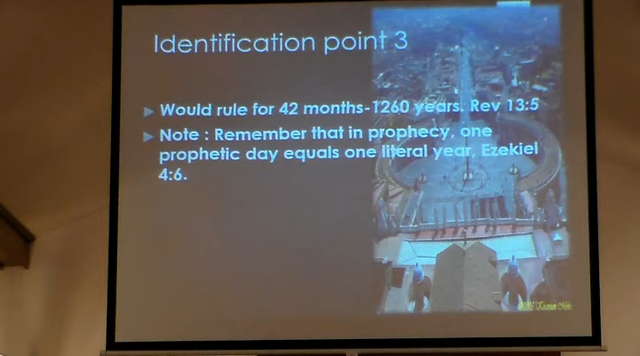 Identification point 3
Would rule for 42 months-1260 years. Rev 13:5
Note : Remember that in prophecy, one
prophetic day equals one literal year, Ezekiel
4:6.